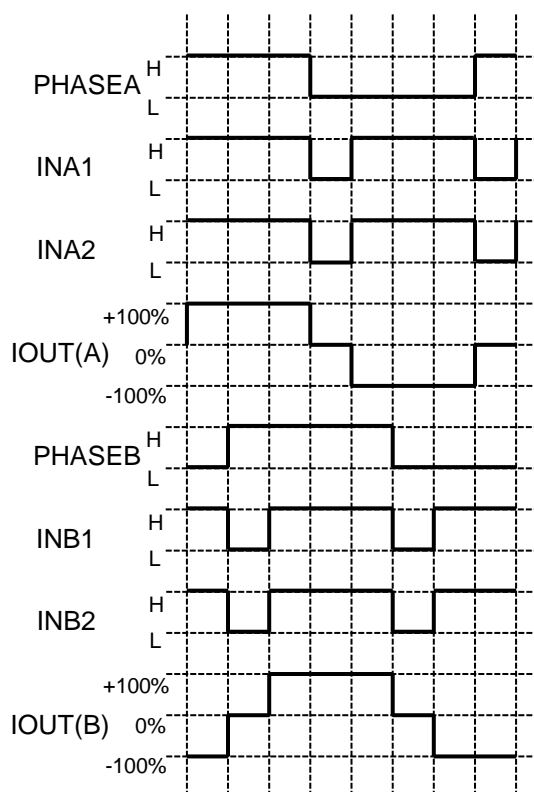 PHASEA
H
L
INA1
H
L
INA2
H
L
IOUT(A)
+100%
0%
-100%
PHASEB
H
L
INB1
H
L
INB2
H
L
IOUT(B)
+100%
0%
-100%